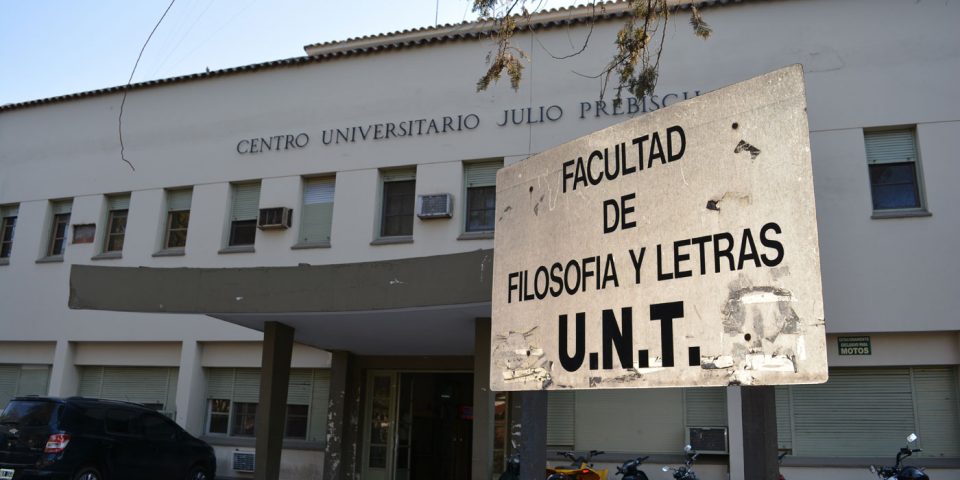 CENTRO UNIVERSITARIO JULIO PREBISCH
FACULTAD
DE
FILOSOFIA Y LETRAS
U.N.T.
MOTOS